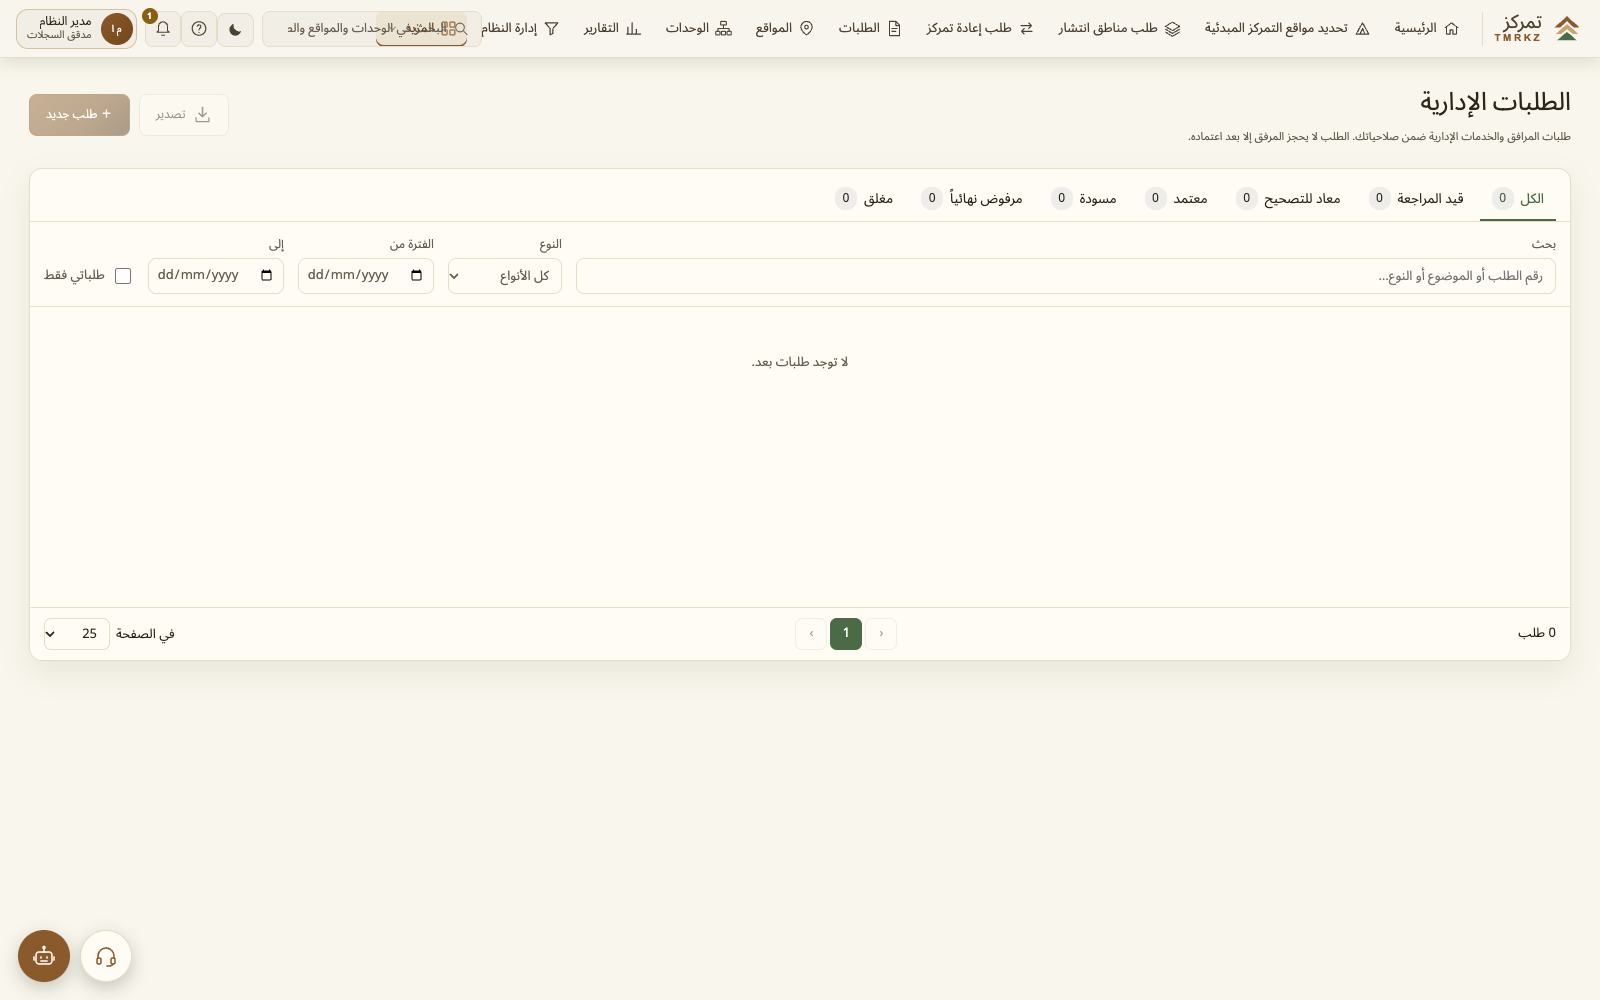 تمركز
TMRKZ
الرئيسية
تحديد مواقع التمركز المبدئية
طلب مناطق انتشار
طلب إعادة تمركز
الطلبات
المواقع
الوحدات
التقارير
إدارة النظام
الوحدات والمواقع والم
1
م ا
مدير النظام
مدقق السجلات
الطلبات الإدارية
طلبات المرافق والخدمات الإدارية ضمن صلاحياتك. الطلب لا يحجز المرفق إلا بعد اعتماده.
تصدير
+ طلب جديد
الكل 0
قيد المراجعة 0
معاد للتصحيح 0
معتمد 0
مسودة 0
مرفوض نهائياً 0
مغلق 0
بحث
رقم الطلب أو الموضوع أو النوع...
النوع
كل الأنواع
الفترة من
dd/mm/yyyy
إلى
dd/mm/yyyy
طلباتي فقط
لا توجد طلبات بعد.
0 طلب
‹ 1 ›
في الصفحة 25